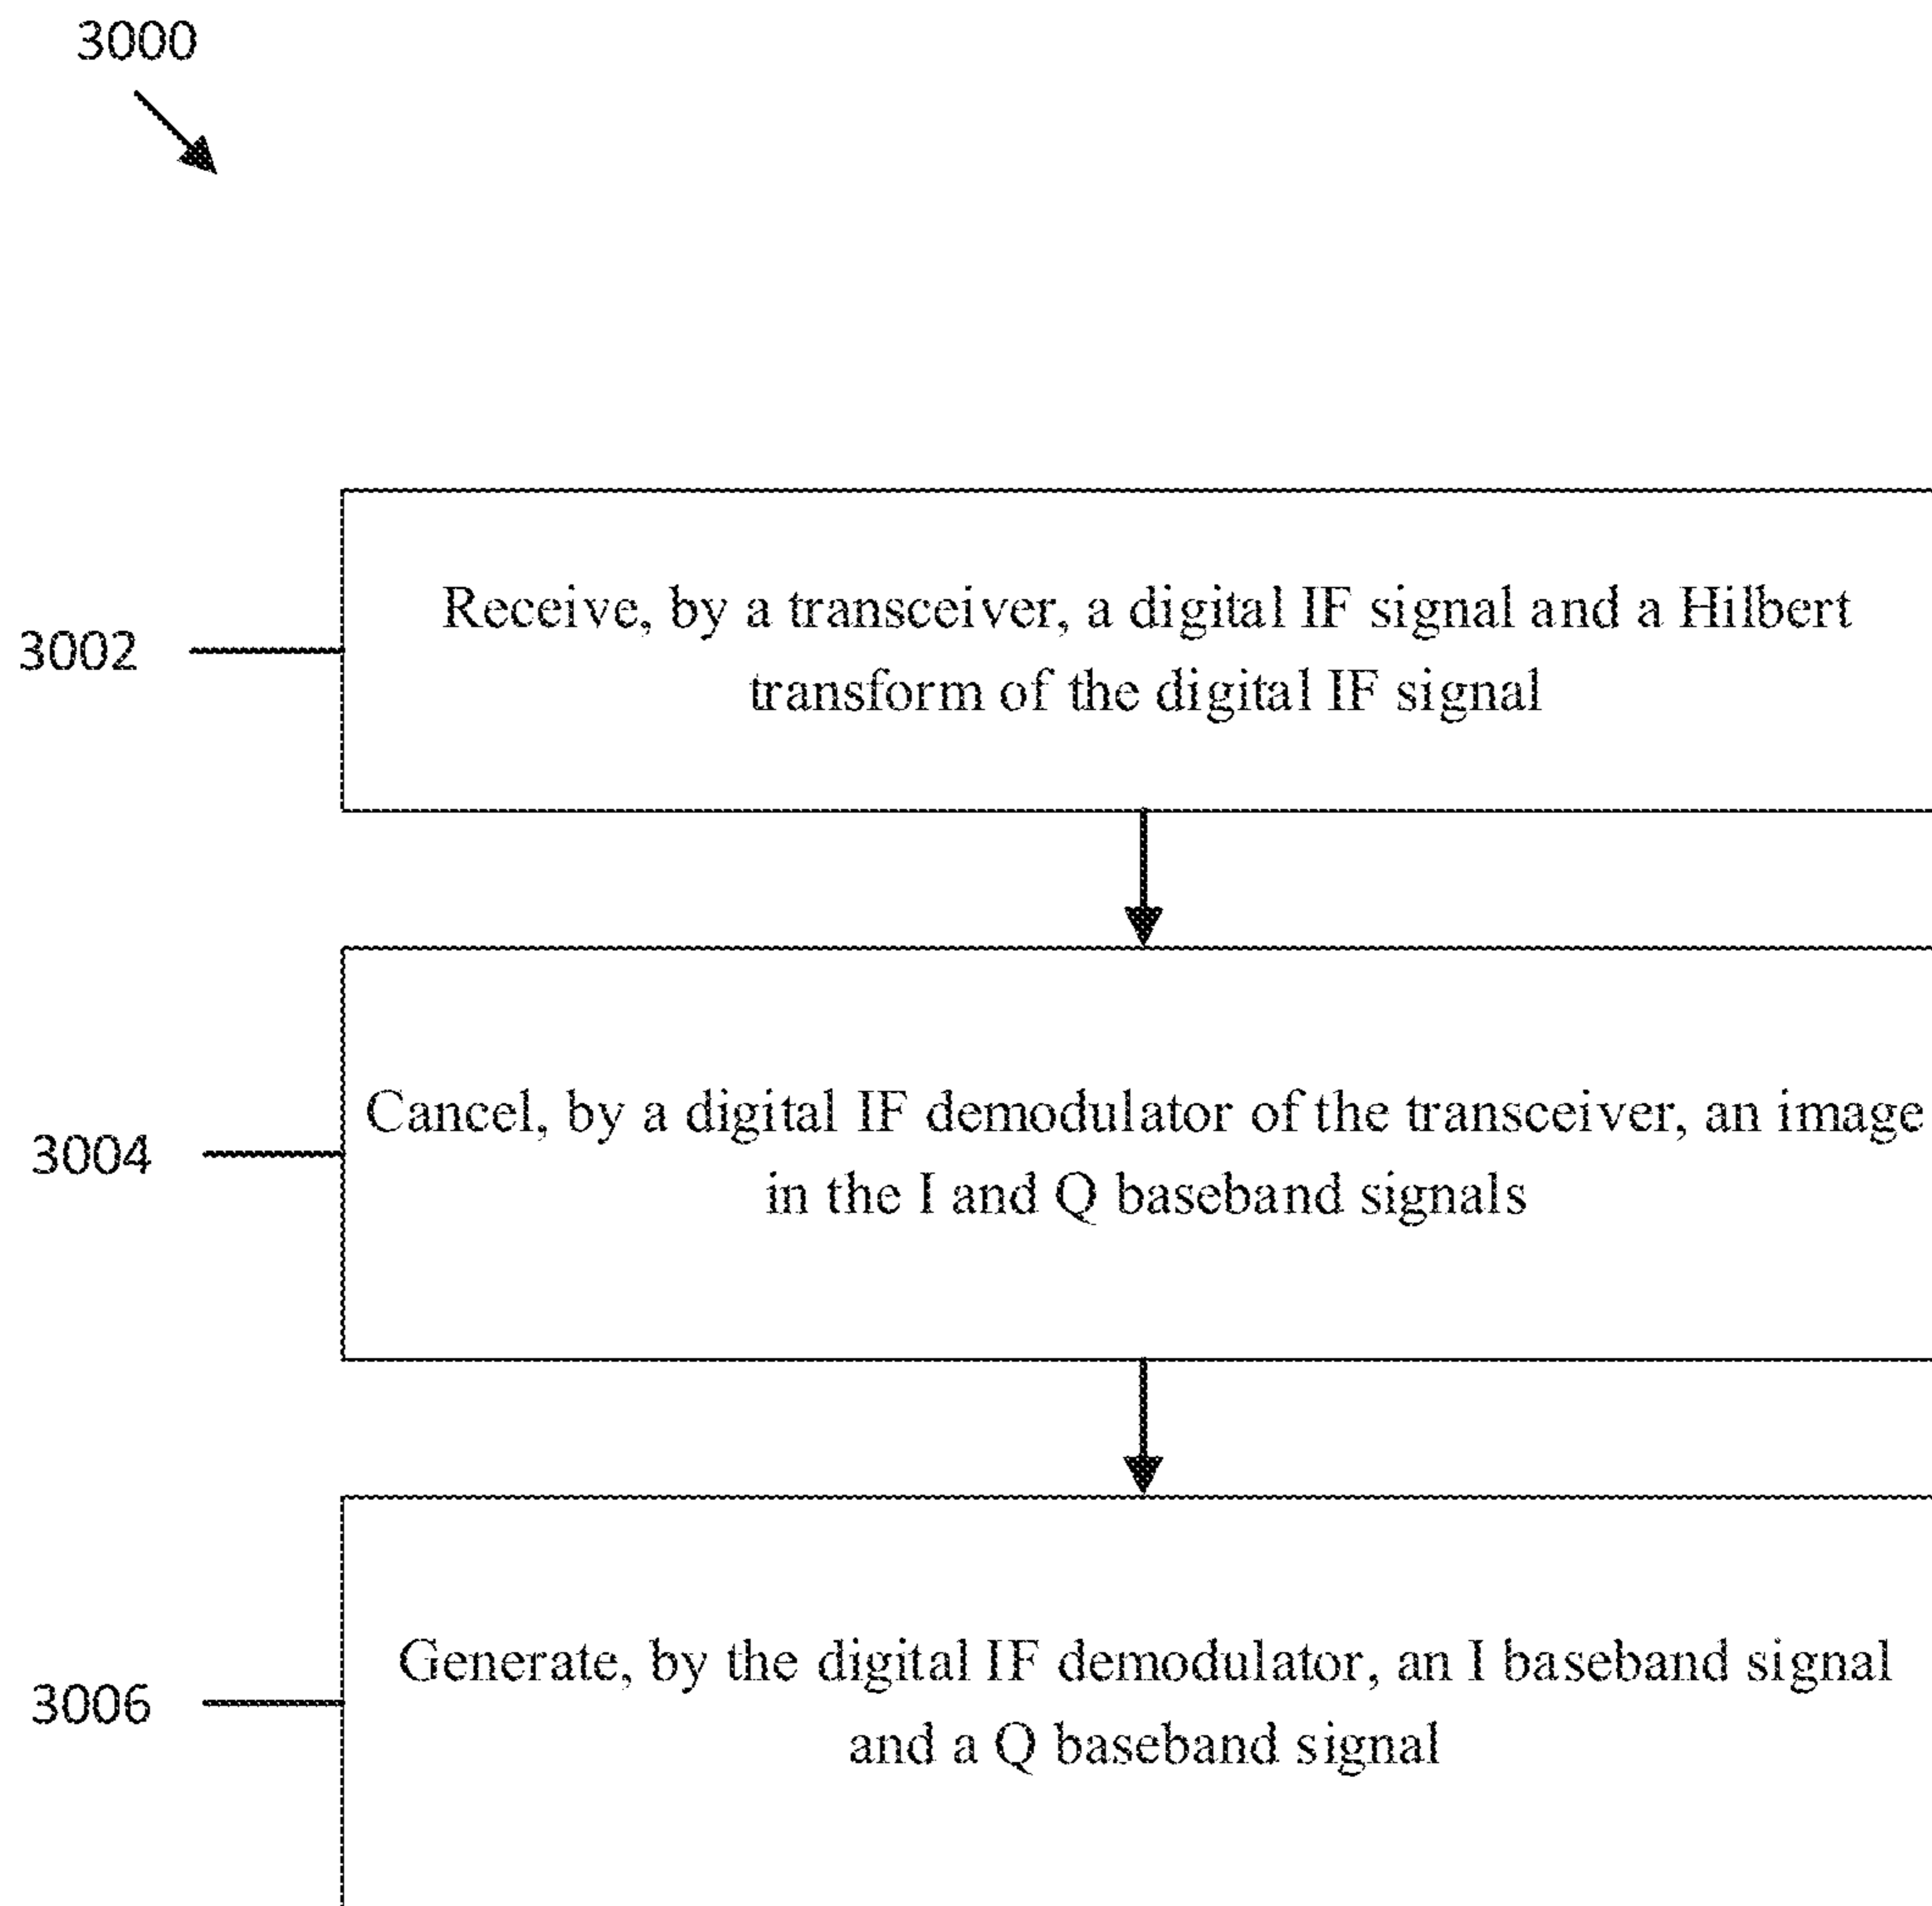 3000
3002
Receive, by a transceiver, a digital IF signal and a Hilbert
transform of the digital IF signal
3004
Cancel, by a digital IF demodulator of the transceiver, an image
in the I and Q baseband signals
3006
Generate, by the digital IF demodulator, an I baseband signal
and a Q baseband signal